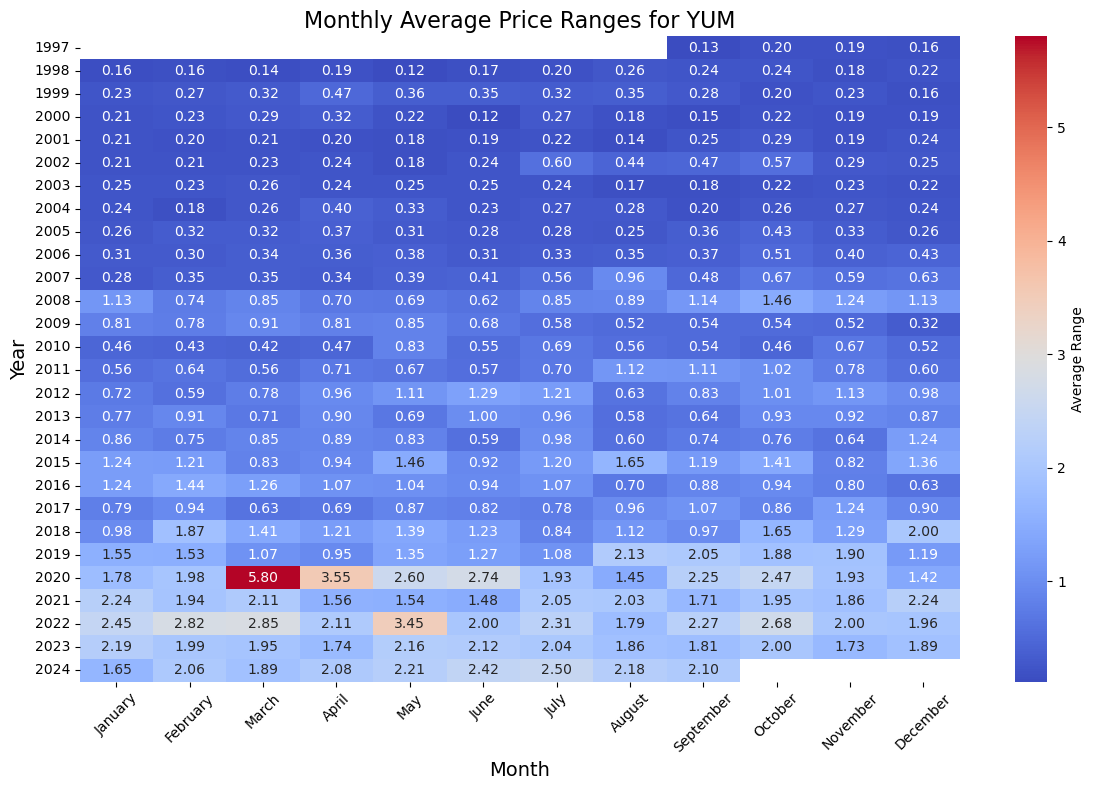 Monthly Average Price Ranges for YUM
1997 0.13 0.20 0.19 0.16
1998 0.16 0.16 0.14 0.19 0.12 0.17 0.20 0.26 0.24 0.24 0.18 0.22
1999 0.23 0.27 0.32 0.47 0.36 0.35 0.32 0.35 0.28 0.20 0.23 0.16
2000 0.21 0.23 0.29 0.32 0.22 0.12 0.27 0.18 0.15 0.22 0.19 0.19
2001 0.21 0.20 0.21 0.20 0.18 0.19 0.22 0.14 0.25 0.29 0.19 0.24
2002 0.21 0.21 0.23 0.24 0.18 0.24 0.60 0.44 0.47 0.57 0.29 0.25
2003 0.25 0.23 0.26 0.24 0.25 0.25 0.24 0.17 0.18 0.22 0.23 0.22
2004 0.24 0.18 0.26 0.40 0.33 0.23 0.27 0.28 0.20 0.26 0.27 0.24
2005 0.26 0.32 0.32 0.37 0.31 0.28 0.28 0.25 0.36 0.43 0.33 0.26
2006 0.31 0.30 0.34 0.36 0.38 0.31 0.33 0.35 0.37 0.51 0.40 0.43
2007 0.28 0.35 0.35 0.34 0.39 0.41 0.56 0.96 0.48 0.67 0.59 0.63
2008 1.13 0.74 0.85 0.70 0.69 0.62 0.85 0.89 1.14 1.46 1.24 1.13
2009 0.81 0.78 0.91 0.81 0.85 0.68 0.58 0.52 0.54 0.54 0.52 0.32
2010 0.46 0.43 0.42 0.47 0.83 0.55 0.69 0.56 0.54 0.46 0.67 0.52
2011 0.56 0.64 0.56 0.71 0.67 0.57 0.70 1.12 1.11 1.02 0.78 0.60
2012 0.72 0.59 0.78 0.96 1.11 1.29 1.21 0.63 0.83 1.01 1.13 0.98
2013 0.77 0.91 0.71 0.90 0.69 1.00 0.96 0.58 0.64 0.93 0.92 0.87
2014 0.86 0.75 0.85 0.89 0.83 0.59 0.98 0.60 0.74 0.76 0.64 1.24
2015 1.24 1.21 0.83 0.94 1.46 0.92 1.20 1.65 1.19 1.41 0.82 1.36
2016 1.24 1.44 1.26 1.07 1.04 0.94 1.07 0.70 0.88 0.94 0.80 0.63
2017 0.79 0.94 0.63 0.69 0.87 0.82 0.78 0.96 1.07 0.86 1.24 0.90
2018 0.98 1.87 1.41 1.21 1.39 1.23 0.84 1.12 0.97 1.65 1.29 2.00
2019 1.55 1.53 1.07 0.95 1.35 1.27 1.08 2.13 2.05 1.88 1.90 1.19
2020 1.78 1.98 5.80 3.55 2.60 2.74 1.93 1.45 2.25 2.47 1.93 1.42
2021 2.24 1.94 2.11 1.56 1.54 1.48 2.05 2.03 1.71 1.95 1.86 2.24
2022 2.45 2.82 2.85 2.11 3.45 2.00 2.31 1.79 2.27 2.68 2.00 1.96
2023 2.19 1.99 1.95 1.74 2.16 2.12 2.04 1.86 1.81 2.00 1.73 1.89
2024 1.65 2.06 1.89 2.08 2.21 2.42 2.50 2.18 2.10
January February March April May June July August September October November December
Month
Year
5
4
3
2
1
Average Range